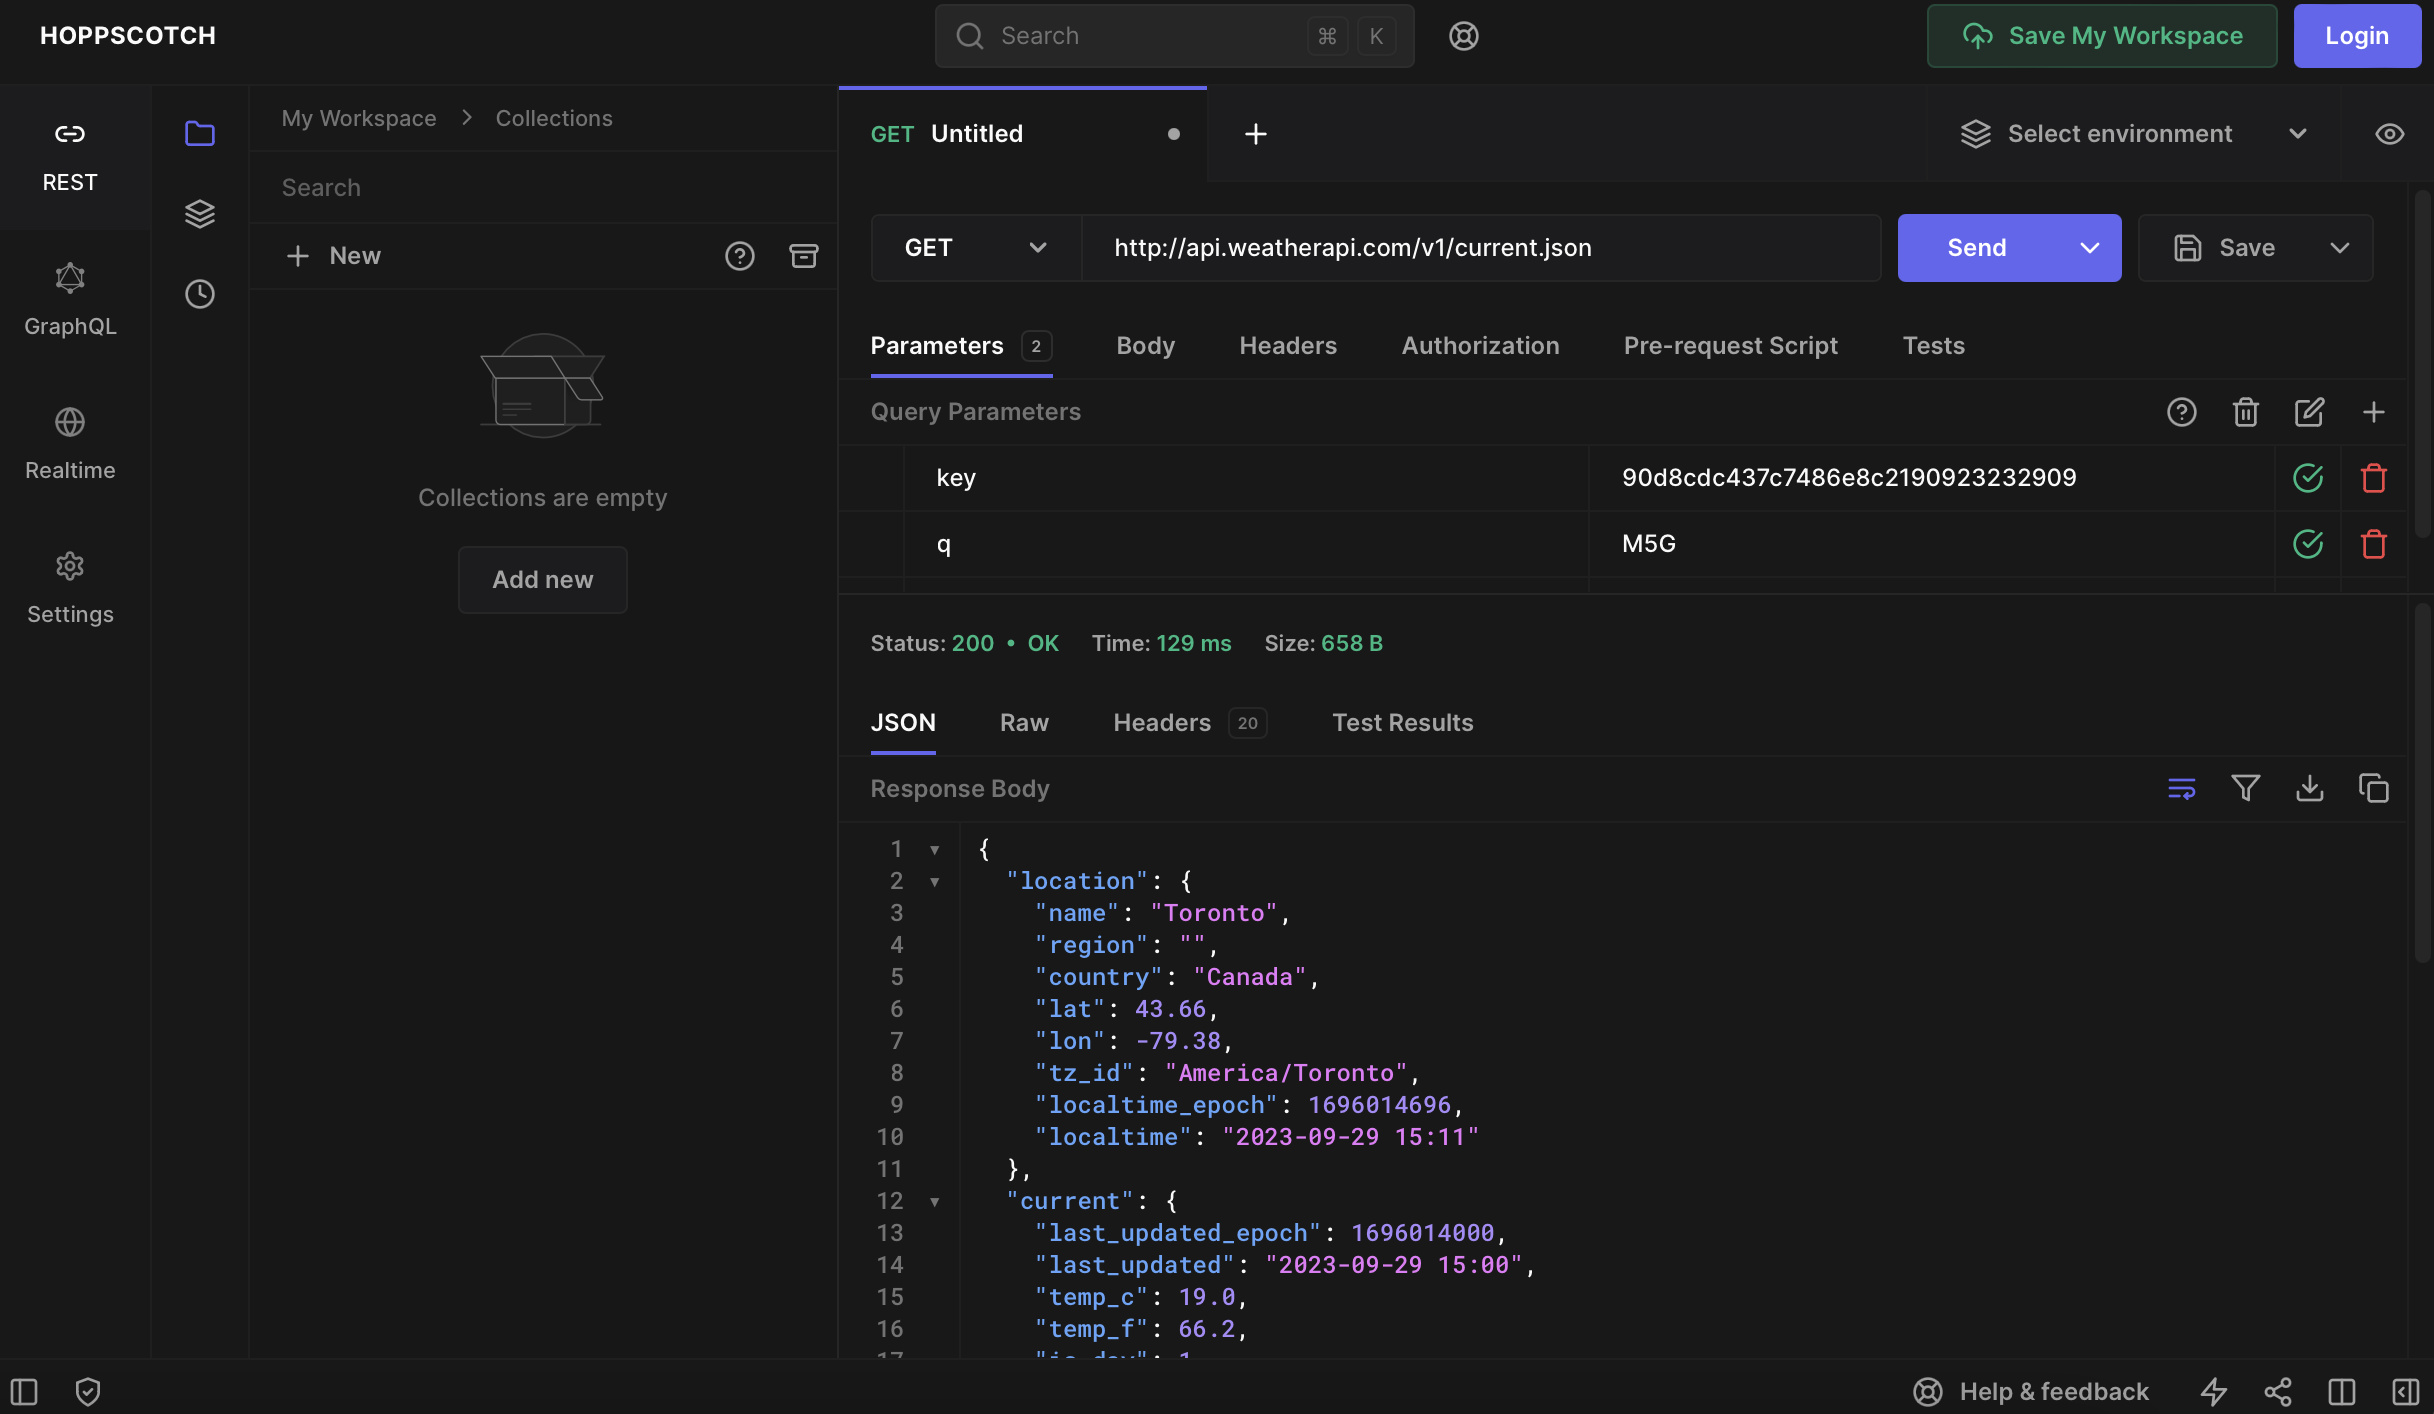 HOPPSCOTCH
Search ⌘ K
Save My Workspace
Login
REST
GraphQL
Realtime
Settings
My Workspace > Collections
Search
+ New
Collections are empty
Add new
GET Untitled
Select environment
GET
http://api.weatherapi.com/v1/current.json
Send
Save
Parameters 2 Body Headers Authorization Pre-request Script Tests
Query Parameters
key 90d8cdc437c7486e8c2190923232909
q M5G
Status: 200 • OK Time: 129 ms Size: 658 B
JSON Raw Headers 20 Test Results
Response Body
1 {
2 "location": {
3 "name": "Toronto",
4 "region": "",
5 "country": "Canada",
6 "lat": 43.66,
7 "lon": -79.38,
8 "tz_id": "America/Toronto",
9 "localtime_epoch": 1696014696,
10 "localtime": "2023-09-29 15:11"
11 },
12 "current": {
13 "last_updated_epoch": 1696014000,
14 "last_updated": "2023-09-29 15:00",
15 "temp_c": 19.0,
16 "temp_f": 66.2,
Help & feedback